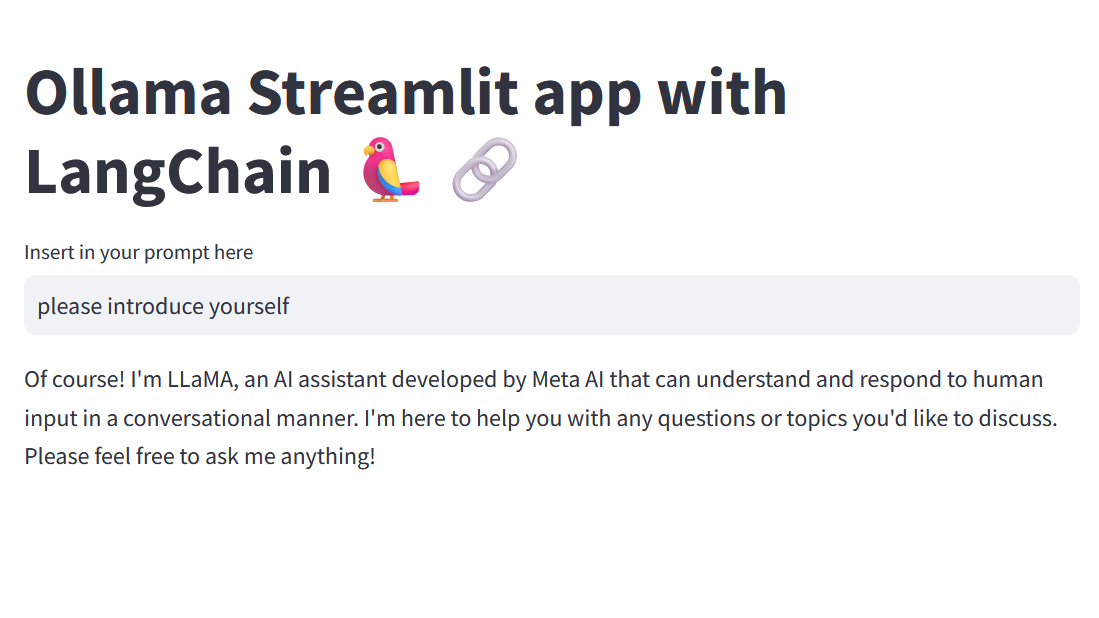 Ollama Streamlit app with
LangChain 🦜 🔗
Insert in your prompt here
please introduce yourself
Of course! I'm LLaMA, an AI assistant developed by Meta AI that can understand and respond to human
input in a conversational manner. I'm here to help you with any questions or topics you'd like to discuss.
Please feel free to ask me anything!